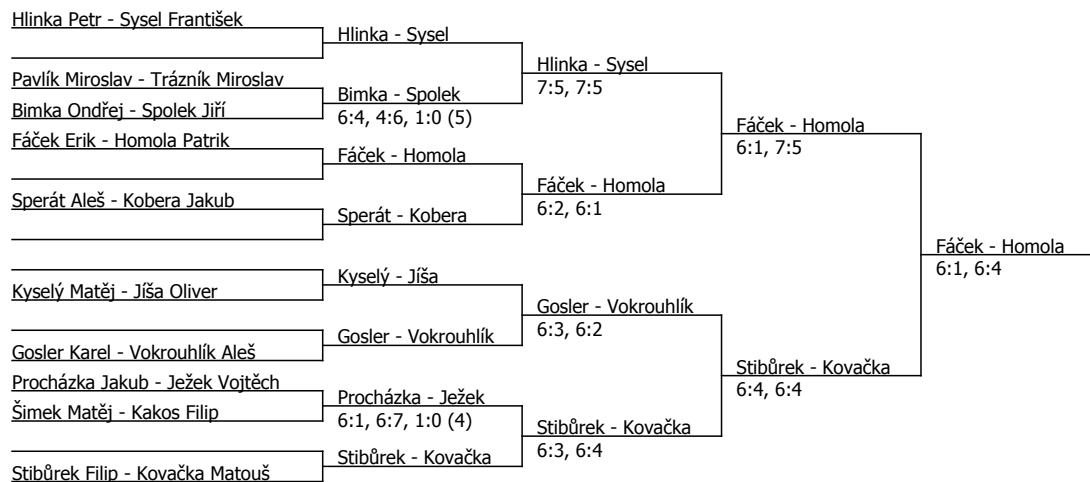 Hlinka Petr - Sysel František
Pavlík Miroslav - Trázník Miroslav
Bimka Ondřej - Spolek Jiří
Fáček Erik - Homola Patrik
Sperát Aleš - Kobera Jakub
Kyselý Matěj - Jíša Oliver
Gosler Karel - Vokrouhlík Aleš
Procházka Jakub - Ježek Vojtěch
Šimek Matěj - Kakos Filip
Stibůrek Filip - Kovačka Matouš
Hlinka - Sysel
Bimka - Spolek
6:4, 4:6, 1:0 (5)
Fáček - Homola
Sperát - Kobera
Kyselý - Jíša
Gosler - Vokrouhlík
Procházka - Ježek
6:1, 6:7, 1:0 (4)
Stibůrek - Kovačka
Hlinka - Sysel
7:5, 7:5
Fáček - Homola
6:2, 6:1
Gosler - Vokrouhlík
6:3, 6:2
Stibůrek - Kovačka
6:3, 6:4
Fáček - Homola
6:1, 7:5
Stibůrek - Kovačka
6:4, 6:4
Fáček - Homola
6:1, 6:4